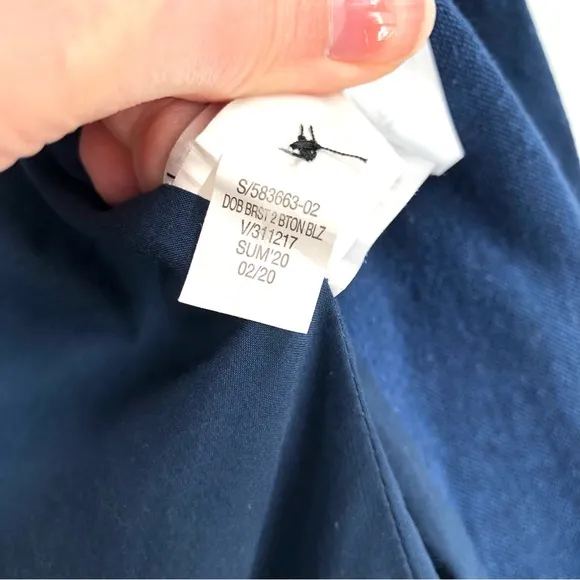 S/583663-02
DOB BRST 2 BTON BLZ
V/311217
SUM'20
02/20